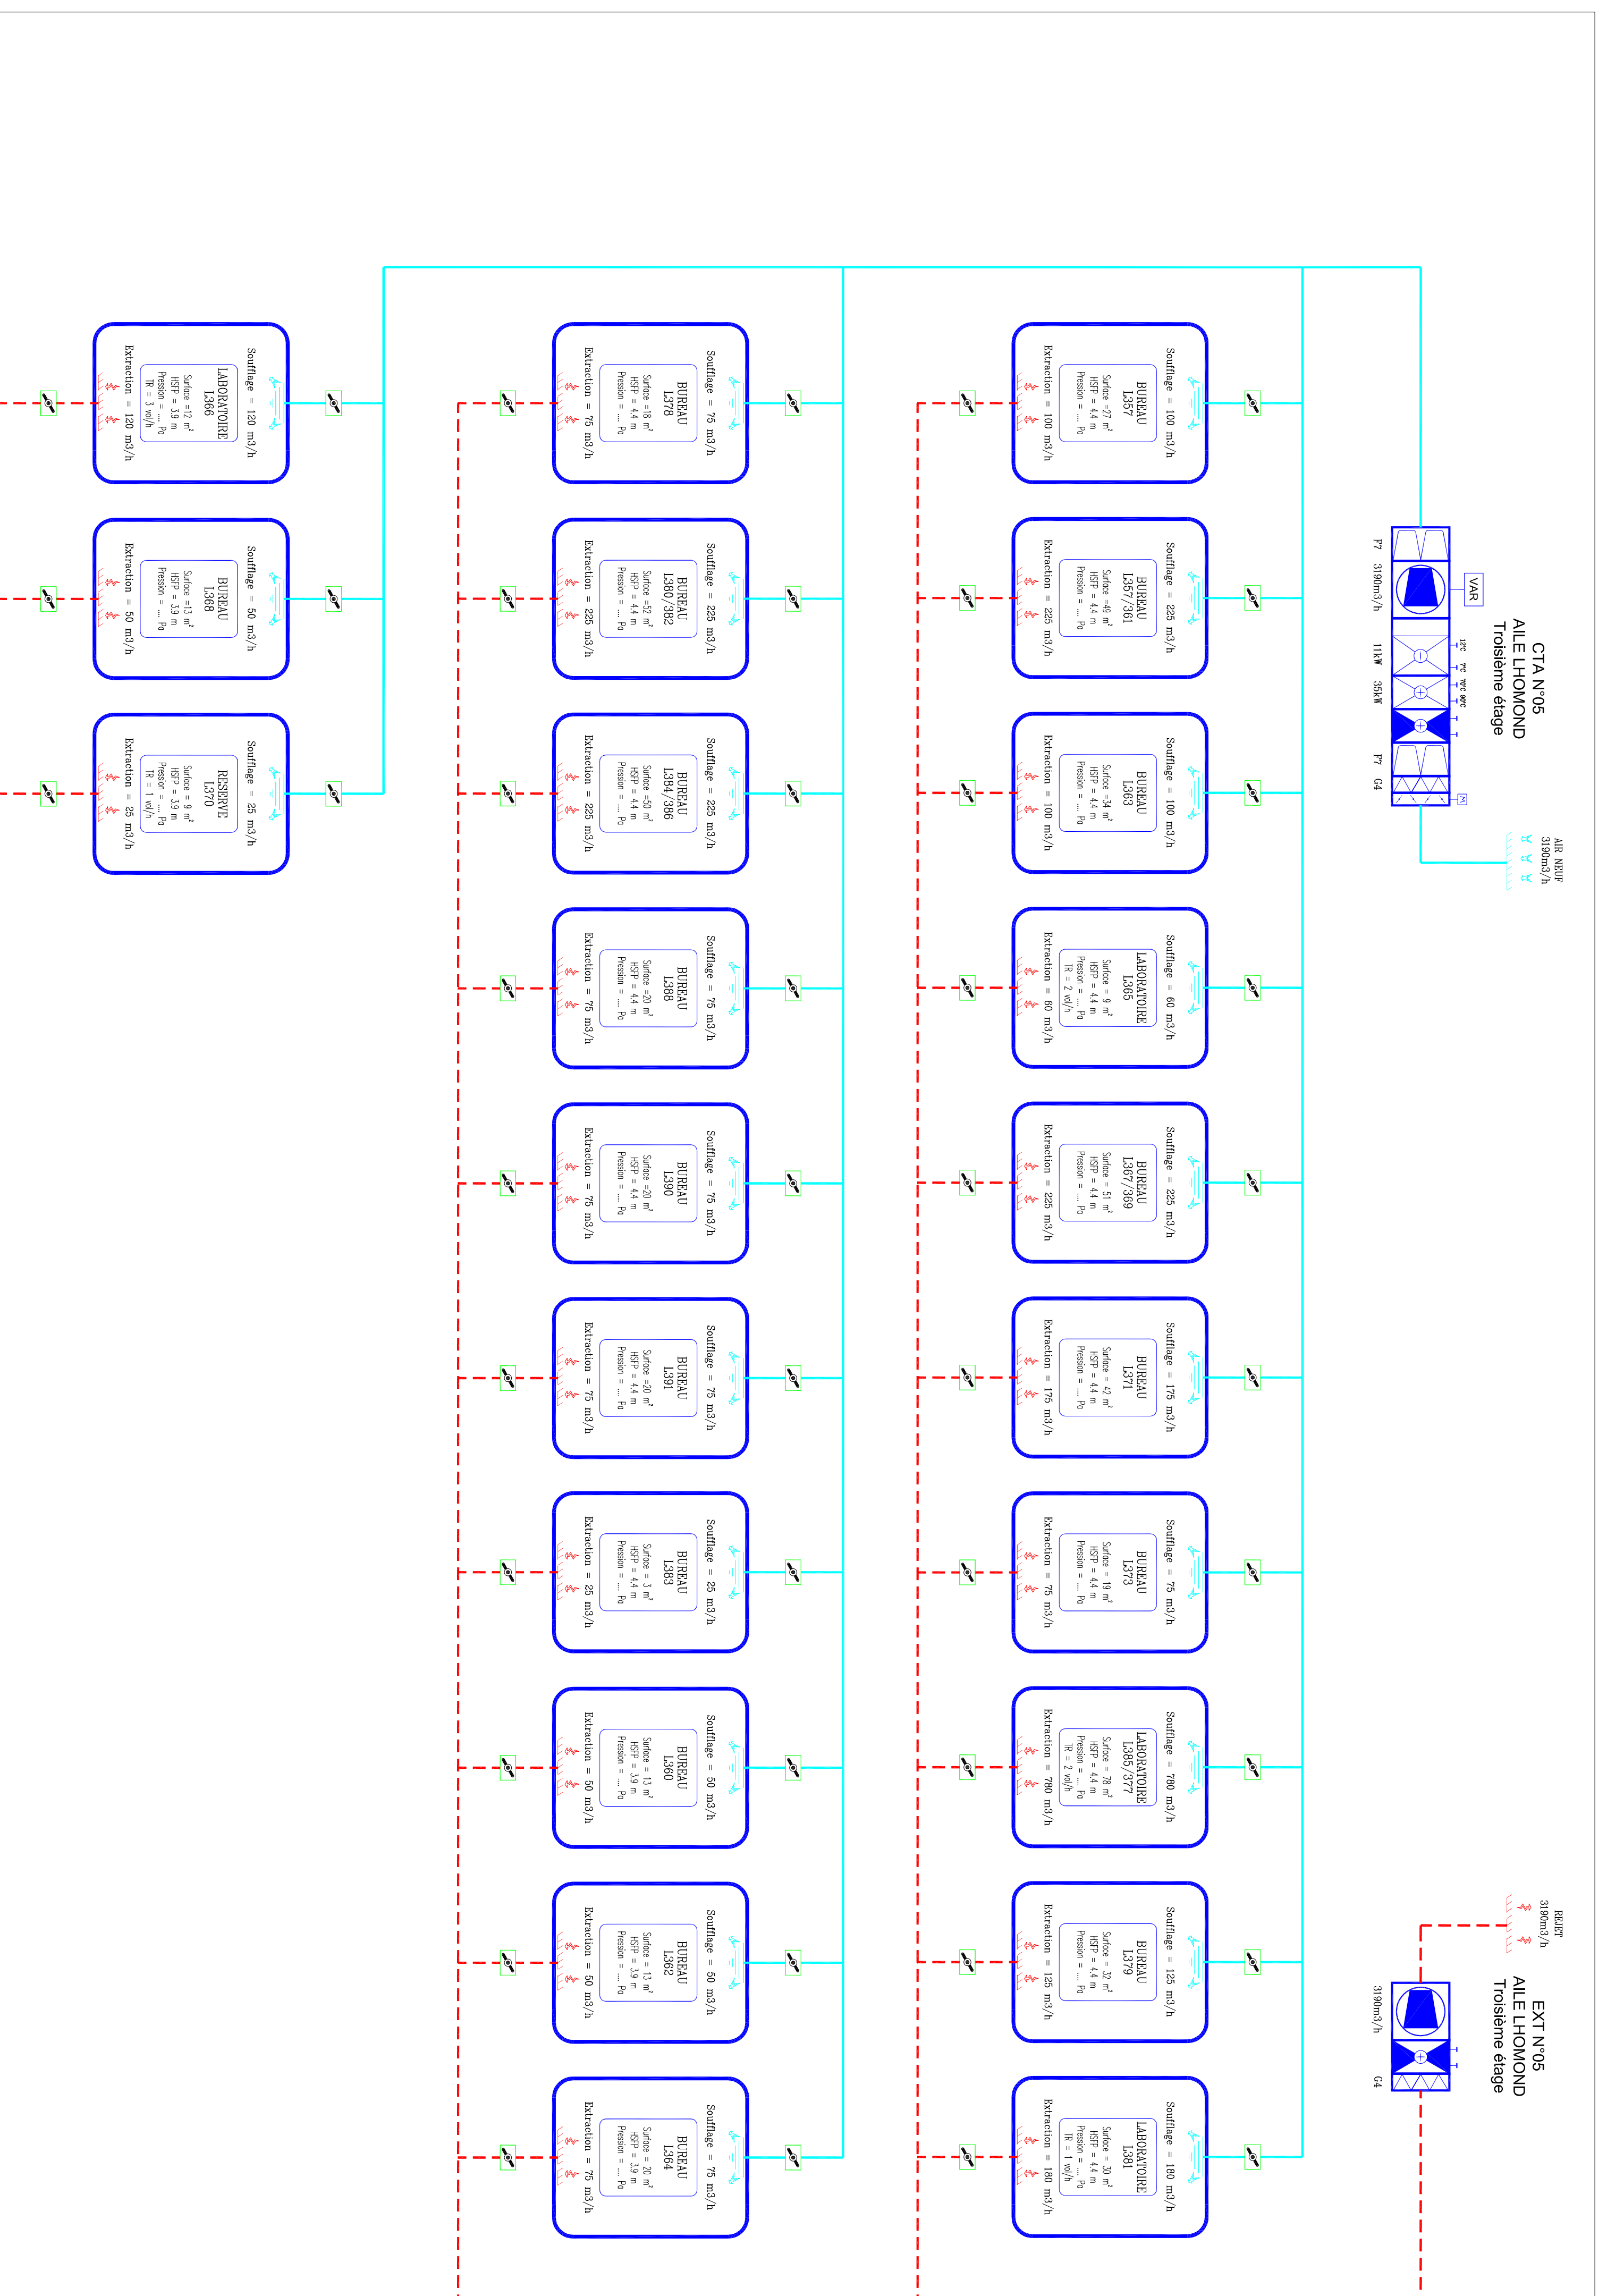 CTA N°05
AILE LHOMOND
Troisième étage
VAR
F7
3190m3/h
12°C
7°C
70°C
90°C
11kW
35kW
F7
G4
M
AIR NEUF
3190m3/h
REJET
3190m3/h
EXT N°05
AILE LHOMOND
Troisième étage
3190m3/h
G4
Soufflage = 100 m3/h
BUREAU
L357
Surface =27 m²
HSFP = 4.4 m
Pression = .... Pa
Extraction = 100 m3/h
Soufflage = 225 m3/h
BUREAU
L357/361
Surface =49 m²
HSFP = 4.4 m
Pression = .... Pa
Extraction = 225 m3/h
Soufflage = 100 m3/h
BUREAU
L363
Surface =34 m²
HSFP = 4.4 m
Pression = .... Pa
Extraction = 100 m3/h
Soufflage = 60 m3/h
LABORATOIRE
L365
Surface = 9 m²
HSFP = 4.4 m
Pression = .... Pa
TR = 2 vol/h
Extraction = 60 m3/h
Soufflage = 225 m3/h
BUREAU
L367/369
Surface = 51 m²
HSFP = 4.4 m
Pression = .... Pa
Extraction = 225 m3/h
Soufflage = 175 m3/h
BUREAU
L371
Surface = 42 m²
HSFP = 4.4 m
Pression = .... Pa
Extraction = 175 m3/h
Soufflage = 75 m3/h
BUREAU
L373
Surface = 19 m²
HSFP = 4.4 m
Pression = .... Pa
Extraction = 75 m3/h
Soufflage = 780 m3/h
LABORATOIRE
L385/377
Surface = 78 m²
HSFP = 4.4 m
Pression = .... Pa
TR = 2 vol/h
Extraction = 780 m3/h
Soufflage = 125 m3/h
BUREAU
L379
Surface = 32 m²
HSFP = 4.4 m
Pression = .... Pa
Extraction = 125 m3/h
Soufflage = 180 m3/h
LABORATOIRE
L381
Surface = 30 m²
HSFP = 4.4 m
Pression = .... Pa
TR = 1 vol/h
Extraction = 180 m3/h
Soufflage = 75 m3/h
BUREAU
L378
Surface =18 m²
HSFP = 4.4 m
Pression = .... Pa
Extraction = 75 m3/h
Soufflage = 225 m3/h
BUREAU
L380/382
Surface =52 m²
HSFP = 4.4 m
Pression = .... Pa
Extraction = 225 m3/h
Soufflage = 225 m3/h
BUREAU
L384/386
Surface =50 m²
HSFP = 4.4 m
Pression = .... Pa
Extraction = 225 m3/h
Soufflage = 75 m3/h
BUREAU
L388
Surface =20 m²
HSFP = 4.4 m
Pression = .... Pa
Extraction = 75 m3/h
Soufflage = 75 m3/h
BUREAU
L390
Surface =20 m²
HSFP = 4.4 m
Pression = .... Pa
Extraction = 75 m3/h
Soufflage = 75 m3/h
BUREAU
L391
Surface =20 m²
HSFP = 4.4 m
Pression = .... Pa
Extraction = 75 m3/h
Soufflage = 25 m3/h
BUREAU
L383
Surface = 3 m²
HSFP = 4.4 m
Pression = .... Pa
Extraction = 25 m3/h
Soufflage = 50 m3/h
BUREAU
L360
Surface = 13 m²
HSFP = 3.9 m
Pression = .... Pa
Extraction = 50 m3/h
Soufflage = 50 m3/h
BUREAU
L362
Surface = 13 m²
HSFP = 3.9 m
Pression = .... Pa
Extraction = 50 m3/h
Soufflage = 75 m3/h
BUREAU
L364
Surface = 20 m²
HSFP = 3.9 m
Pression = .... Pa
Extraction = 75 m3/h
Soufflage = 120 m3/h
LABORATOIRE
L366
Surface =12 m²
HSFP = 3.9 m
Pression = .... Pa
TR = 3 vol/h
Extraction = 120 m3/h
Soufflage = 50 m3/h
BUREAU
L368
Surface =13 m²
HSFP = 3.9 m
Pression = .... Pa
Extraction = 50 m3/h
Soufflage = 25 m3/h
RESERVE
L370
Surface = 9 m²
HSFP = 3.9 m
Pression = .... Pa
TR = 1 vol/h
Extraction = 25 m3/h